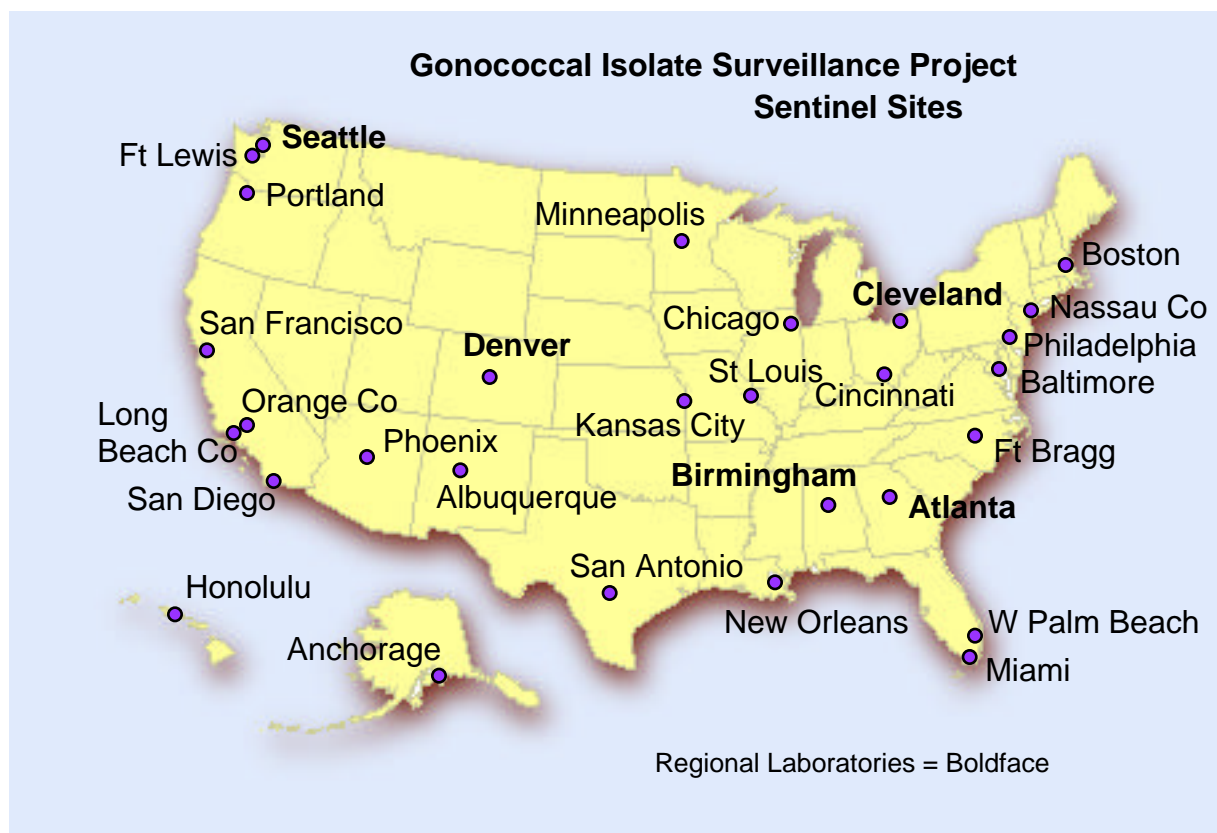 Gonococcal Isolate Surveillance Project
Sentinel Sites
Seattle
Ft Lewis
Portland
Minneapolis
Boston
Cleveland
Nassau Co
Chicago
San Francisco
Denver
Philadelphia
St Louis
Baltimore
Cincinnati
Orange Co
Kansas City
Long
Beach Co
Phoenix
Ft Bragg
Birmingham
San Diego
Albuquerque
Atlanta
San Antonio
Honolulu
New Orleans
W Palm Beach
Anchorage
Miami
Regional Laboratories = Boldface